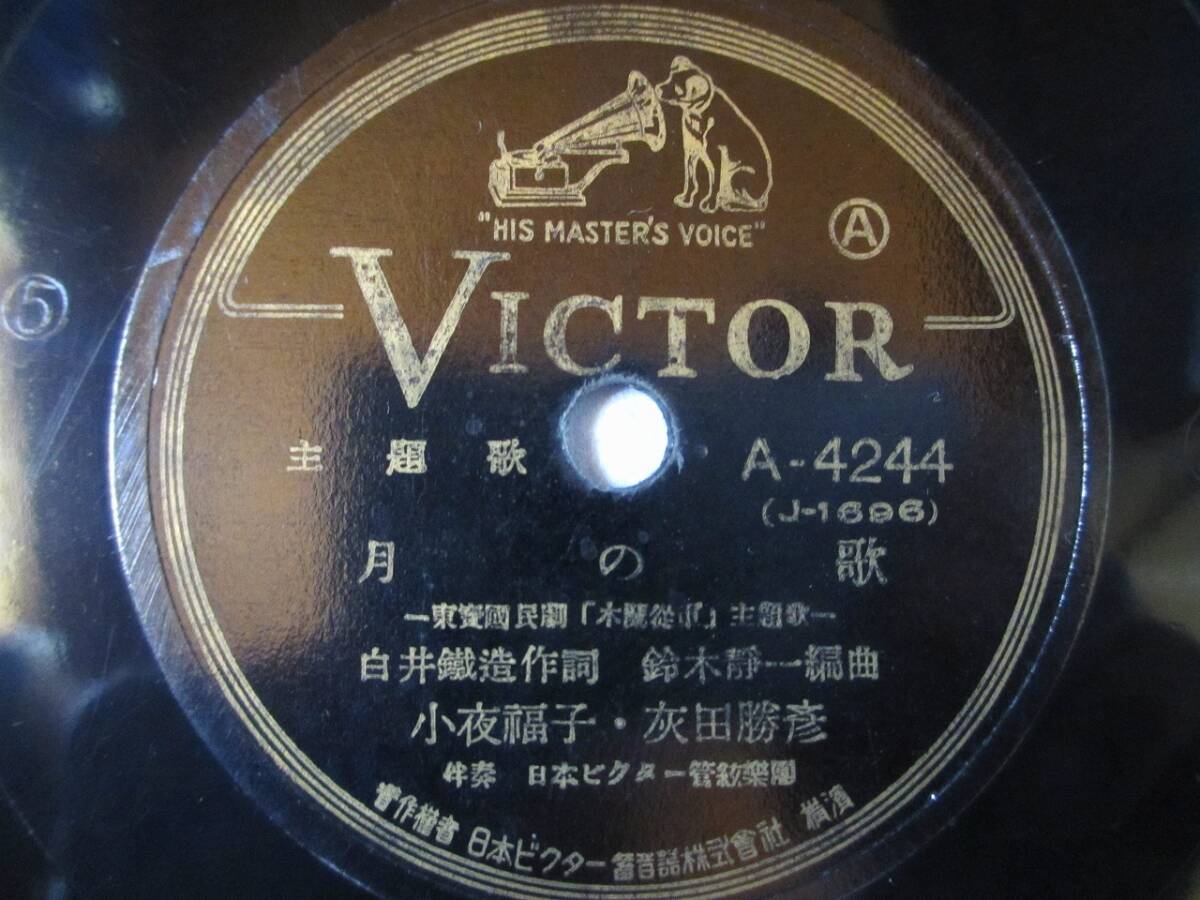 "HIS MASTER'S VOICE"
Ⓐ
VICTOR
⑤
主題歌
A-4244
(J-1696)
月の歌
―東寶國民劇「木蘭從軍」主題歌―
白井鐵造作詞 鈴木靜一編曲
小夜福子・灰田勝彥
伴奏 日本ビクター管絃樂團
著作權者 日本ビクター蓄音器株式會社 横濱